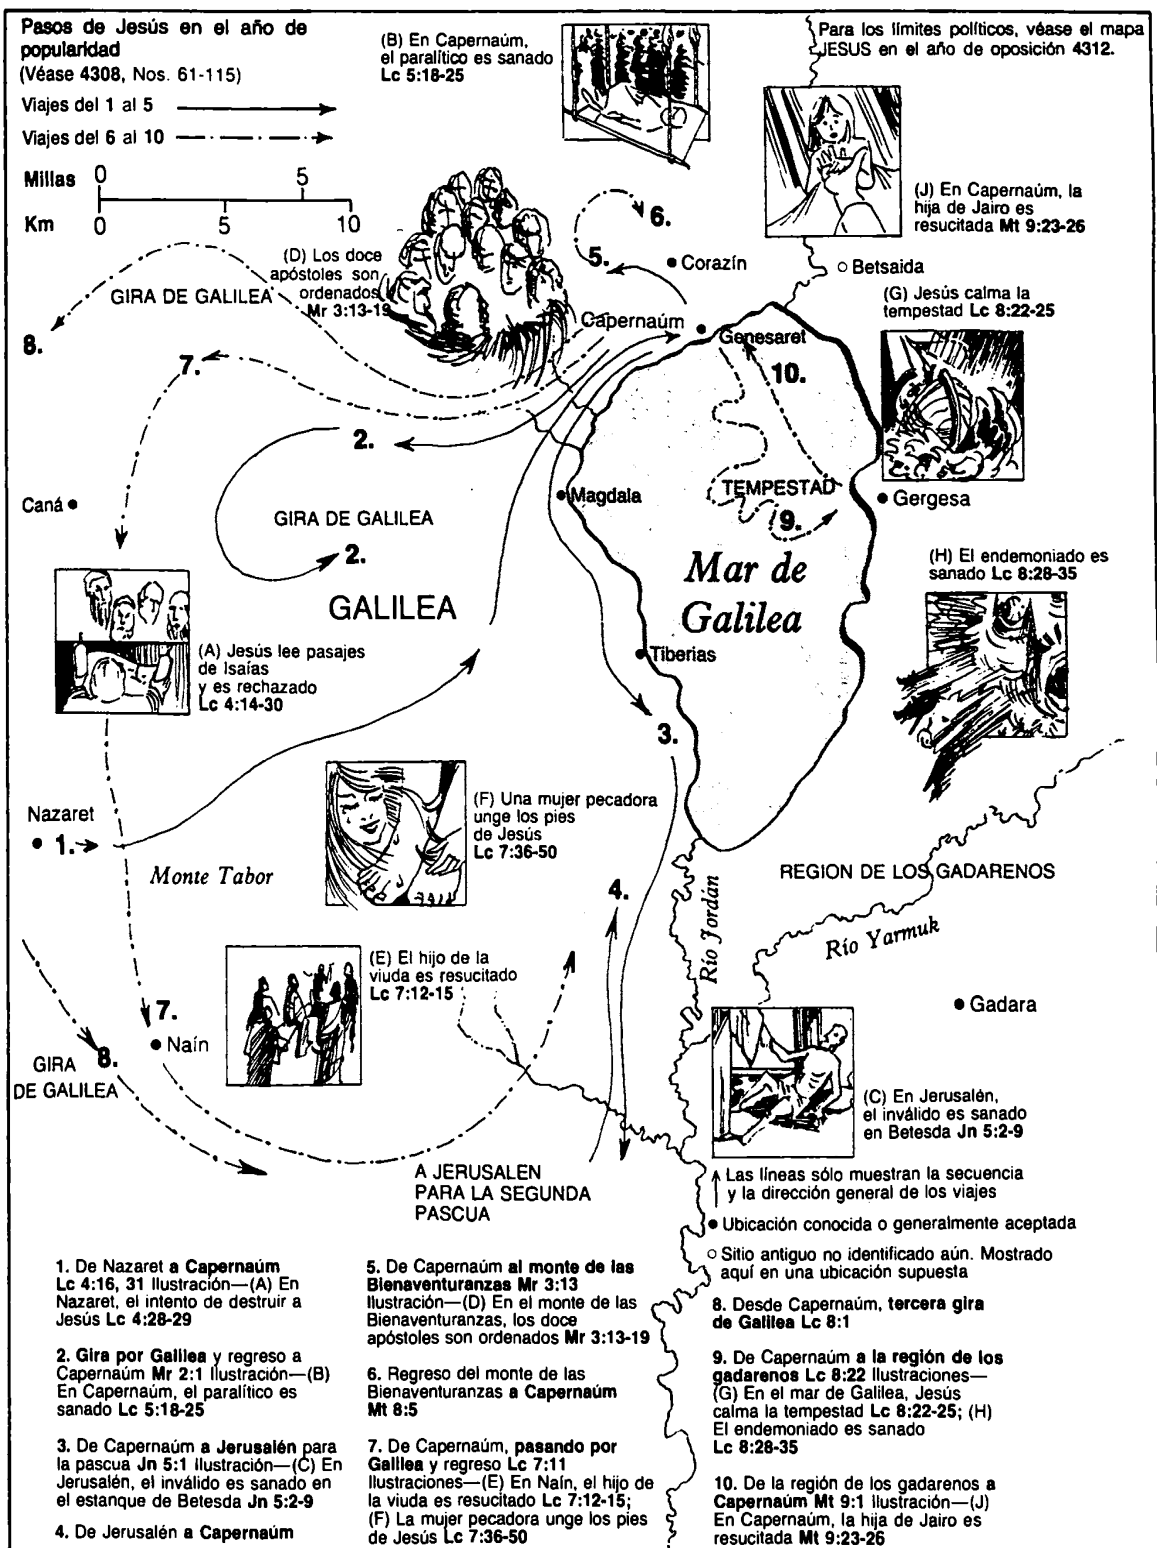 Pasos de Jesús en el año de
popularidad
(Véase 4308, Nos. 61-115)
Viajes del 1 al 5
Viajes del 6 al 10
Millas 0 5
Km 0 5 10
(B) En Capernaúm,
el paralítico es sanado
Lc 5:18-25
Para los límites políticos, véase el mapa
JESUS en el año de oposición 4312.
(J) En Capernaúm, la
hija de Jairo es
resucitada Mt 9:23-26
6.
5.
Corazín
Betsaida
(D) Los doce
apóstoles son
ordenados
Mr 3:13-19
GIRA DE GALILEA
(G) Jesús calma la
tempestad Lc 8:22-25
Capernaúm
Genesaret
8.
7.
10.
2.
Caná
GIRA DE GALILEA
2.
Magdala
TEMPESTAD
9.
Gergesa
(H) El endemoniado es
sanado Lc 8:28-35
Mar de
Galilea
GALILEA
Tiberias
(A) Jesús lee pasajes
de Isaías
y es rechazado
Lc 4:14-30
3.
Nazaret
1.
(F) Una mujer pecadora
unge los pies
de Jesús
Lc 7:36-50
Monte Tabor
4.
REGION DE LOS GADARENOS
Río Jordán
Río Yarmuk
(E) El hijo de la
viuda es resucitado
Lc 7:12-15
Gadara
7.
Naín
8.
GIRA
DE GALILEA
(C) En Jerusalén,
el inválido es sanado
en Betesda Jn 5:2-9
A JERUSALEN
PARA LA SEGUNDA
PASCUA
Las líneas sólo muestran la secuencia
y la dirección general de los viajes
Ubicación conocida o generalmente aceptada
Sitio antiguo no identificado aún. Mostrado
aquí en una ubicación supuesta
1. De Nazaret a Capernaúm
Lc 4:16, 31 Ilustración—(A) En
Nazaret, el intento de destruir a
Jesús Lc 4:28-29
2. Gira por Galilea y regreso a
Capernaúm Mr 2:1 Ilustración—(B)
En Capernaúm, el paralítico es
sanado Lc 5:18-25
3. De Capernaúm a Jerusalén para
la pascua Jn 5:1 Ilustración—(C) En
Jerusalén, el inválido es sanado en
el estanque de Betesda Jn 5:2-9
4. De Jerusalén a Capernaúm
5. De Capernaúm al monte de las
Bienaventuranzas Mr 3:13
Ilustración—(D) En el monte de las
Bienaventuranzas, los doce
apóstoles son ordenados Mr 3:13-19
6. Regreso del monte de las
Bienaventuranzas a Capernaúm
Mt 8:5
7. De Capernaúm, pasando por
Galilea y regreso Lc 7:11
Ilustraciones—(E) En Naín, el hijo de
la viuda es resucitado Lc 7:12-15;
(F) La mujer pecadora unge los pies
de Jesús Lc 7:36-50
8. Desde Capernaúm, tercera gira
de Galilea Lc 8:1
9. De Capernaúm a la región de los
gadarenos Lc 8:22 Ilustraciones—
(G) En el mar de Galilea, Jesús
calma la tempestad Lc 8:22-25; (H)
El endemoniado es sanado
Lc 8:28-35
10. De la región de los gadarenos a
Capernaúm Mt 9:1 Ilustración—(J)
En Capernaúm, la hija de Jairo es
resucitada Mt 9:23-26